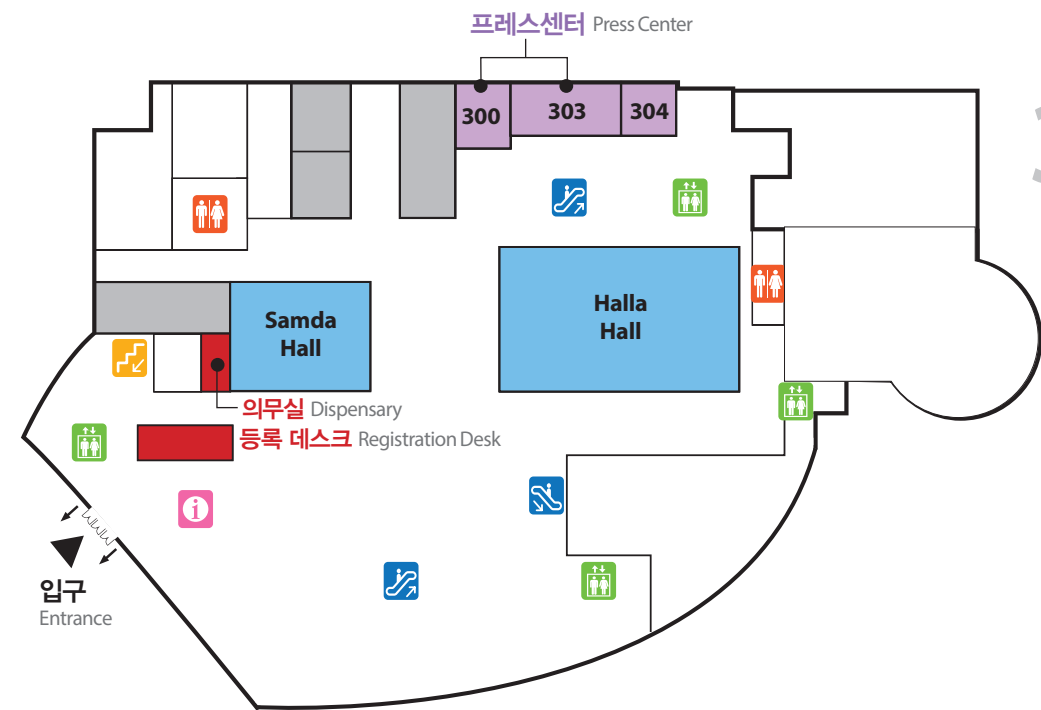 프레스센터 Press Center
300
303
304
Samda
Hall
Halla
Hall
의무실 Dispensary
등록 데스크 Registration Desk
입구
Entrance